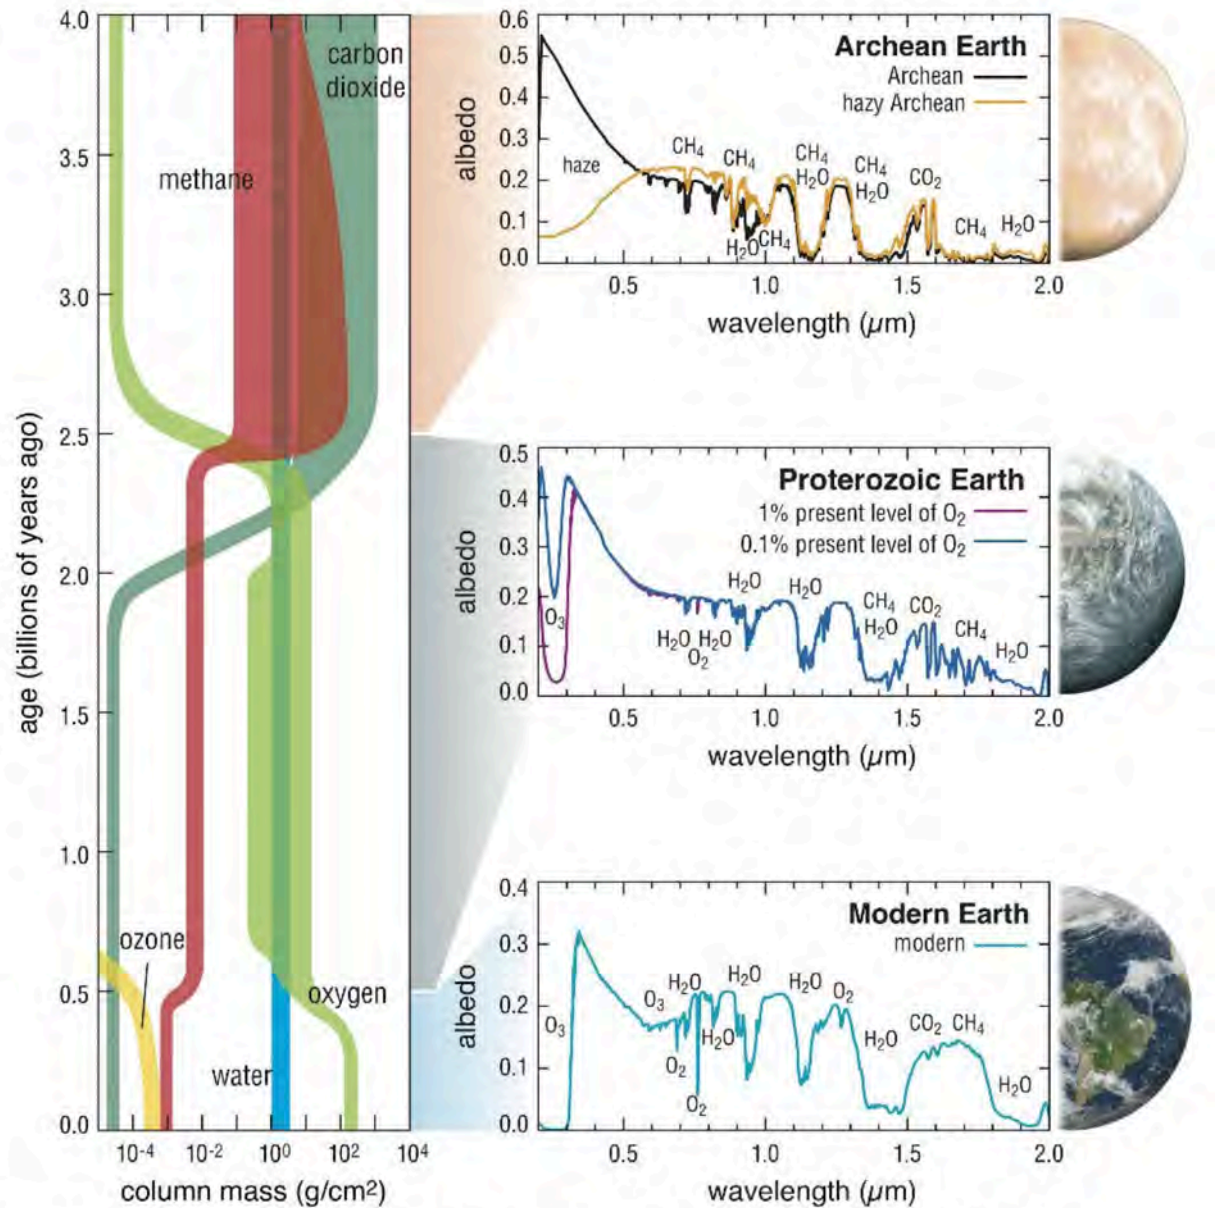 age (billions of years ago)
4.0
3.5
3.0
2.5
2.0
1.5
1.0
0.5
0.0
carbon
dioxide
methane
ozone
oxygen
water
10⁻⁴ 10⁻² 10⁰ 10² 10⁴
column mass (g/cm²)
albedo
0.6
0.5
0.4
0.3
0.2
0.1
0.0
Archean Earth
Archean
hazy Archean
haze
CH₄
CH₄
CH₄
H₂O
CH₄
H₂O
CO₂
H₂O
CH₄
CH₄
H₂O
0.5 1.0 1.5 2.0
wavelength (μm)
albedo
0.5
0.4
0.3
0.2
0.1
0.0
Proterozoic Earth
1% present level of O₂
0.1% present level of O₂
O₃
H₂O H₂O
O₂
H₂O
H₂O
CH₄
H₂O
CO₂
CH₄
H₂O
0.5 1.0 1.5 2.0
wavelength (μm)
albedo
0.4
0.3
0.2
0.1
0.0
Modern Earth
modern
O₃
O₃
H₂O
H₂O
H₂O
O₂
O₂
O₂
H₂O
H₂O
CO₂
CH₄
H₂O
0.5 1.0 1.5 2.0
wavelength (μm)